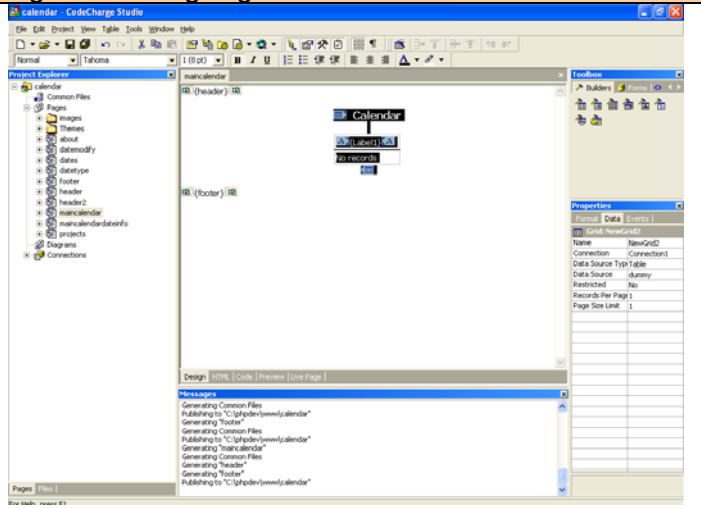 calendar - CodeCharge Studio
File Edit Project View Table Tools Window Help
Normal Tahoma 1 (8 pt) B I U
Project Explorer
calendar
Common Files
Pages
images
Themes
about
datemodify
dates
datetype
footer
header
header2
maincalendar
maincalendardateinfo
projects
Diagrams
Connections
Pages Files
For Help, press F1
maincalendar
{header}
Calendar
{Label1}
No records
{footer}
Design HTML Code Preview Live Page
Messages
Generating Common Files
Publishing to "C:\phpdev\www\calendar"
Generating "footer"
Generating Common Files
Publishing to "C:\phpdev\www\calendar"
Generating "maincalendar"
Generating Common Files
Generating "header"
Generating "footer"
Publishing to "C:\phpdev\www\calendar"
Toolbox
Builders Forms
Properties
Format Data Events
Grid: NewGrid2
Name NewGrid2
Connection Connection1
Data Source Typ Table
Data Source dummy
Restricted No
Records Per Pag 1
Page Size Limit 1